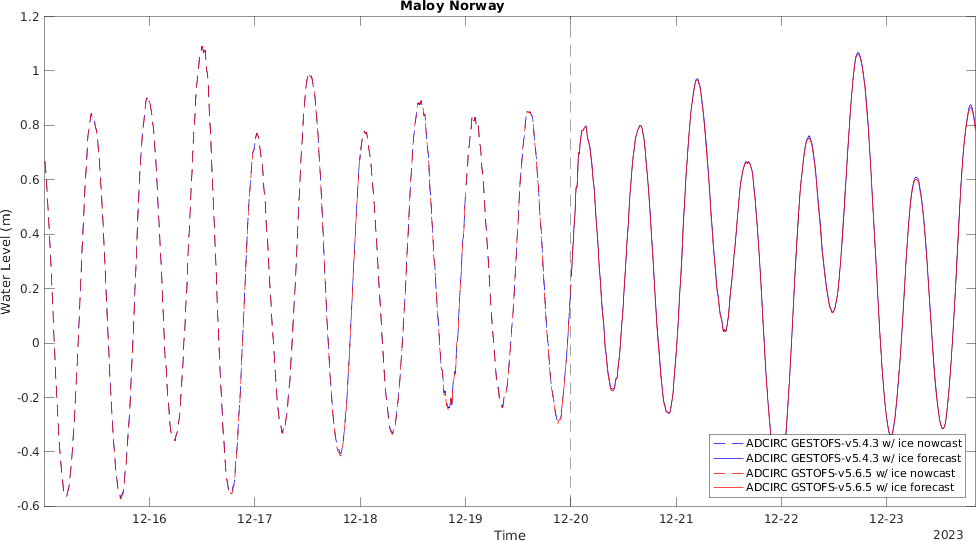 Maloy Norway
Water Level (m)
1.2
1
0.8
0.6
0.4
0.2
0
-0.2
-0.4
-0.6
ADCIRC GESTOFS-v5.4.3 w/ ice nowcast
ADCIRC GESTOFS-v5.4.3 w/ ice forecast
ADCIRC GSTOFS-v5.6.5 w/ ice nowcast
ADCIRC GSTOFS-v5.6.5 w/ ice forecast
12-16
12-17
12-18
12-19
12-20
12-21
12-22
12-23
Time
2023